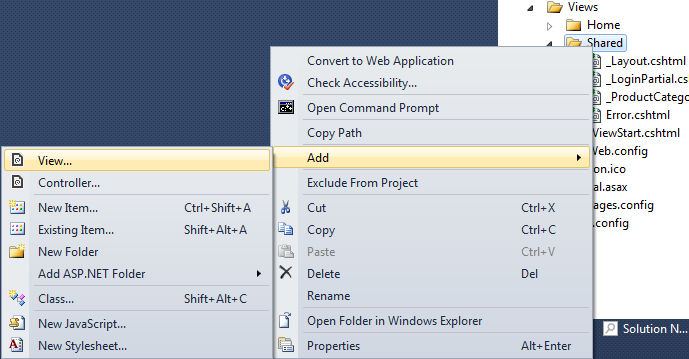 Views
Home
Shared
_Layout.cshtml
_LoginPartial.cs
_ProductCatego
Error.cshtml
ViewStart.cshtml
Web.config
on.ico
al.asax
ages.config
.ico
Convert to Web Application
Check Accessibility...
Open Command Prompt
Copy Path
Add
Exclude From Project
Cut Ctrl+X
Copy Ctrl+C
Paste Ctrl+V
Delete Del
Rename
Open Folder in Windows Explorer
Properties Alt+Enter
View...
Controller...
New Item... Ctrl+Shift+A
Existing Item... Shift+Alt+A
New Folder
Add ASP.NET Folder
Class... Shift+Alt+C
New JavaScript...
New Stylesheet...
Solution N...